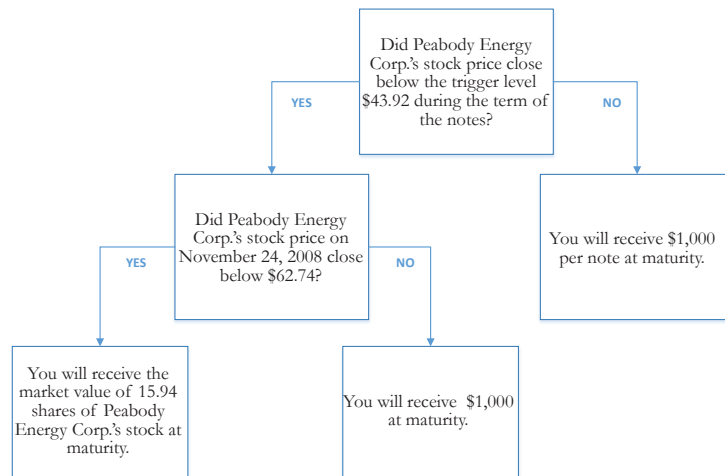 Did Peabody Energy
Corp.'s stock price close
below the trigger level
$43.92 during the term of
the notes?
YES
NO
Did Peabody Energy
Corp.'s stock price on
November 24, 2008 close
below $62.74?
You will receive $1,000
per note at maturity.
YES
NO
You will receive the
market value of 15.94
shares of Peabody
Energy Corp.'s stock at
maturity.
You will receive $1,000
at maturity.